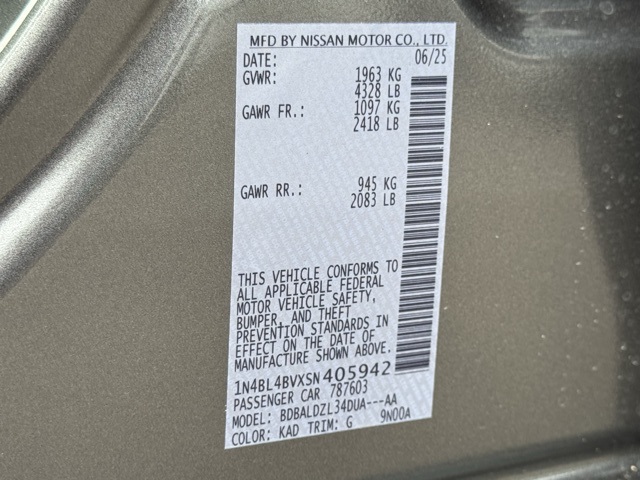 MFD BY NISSAN MOTOR CO., LTD.
DATE: 06/25
GVWR: 1963 KG
4328 LB
GAWR FR.: 1097 KG
2418 LB
GAWR RR.: 945 KG
2083 LB
THIS VEHICLE CONFORMS TO
ALL APPLICABLE FEDERAL
MOTOR VEHICLE SAFETY,
BUMPER, AND THEFT
PREVENTION STANDARDS IN
EFFECT ON THE DATE OF
MANUFACTURE SHOWN ABOVE.
1N4BL4BVXSN405942
PASSENGER CAR 787603
MODEL: BDBALDZL34DUA---AA
COLOR: KAD TRIM: G 9N00A